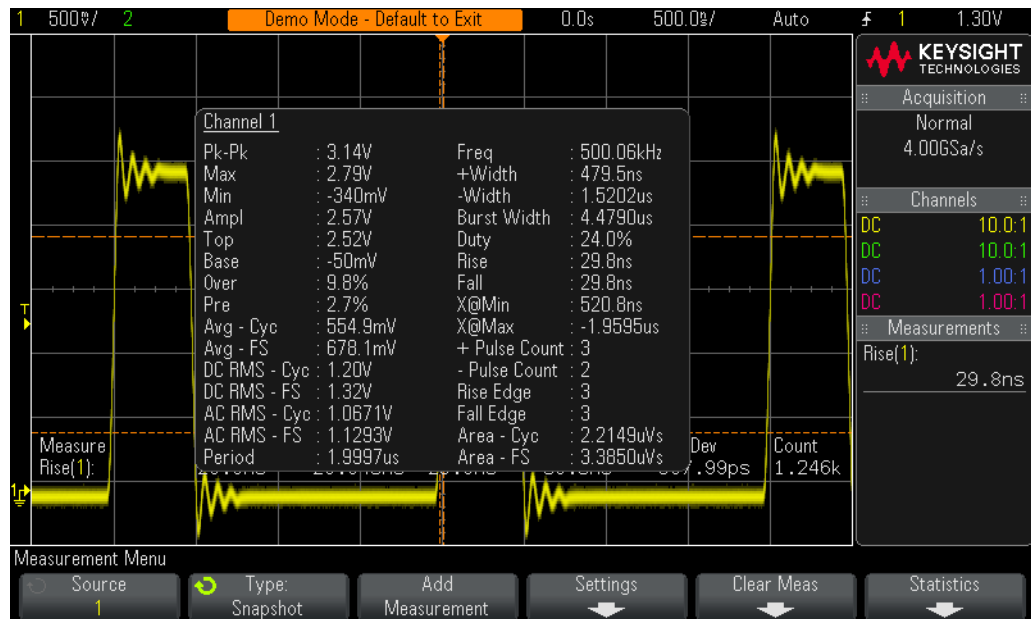 1 500mV/ 2 Demo Mode - Default to Exit 0.0s 500.0ns/ Auto 1 1.30V
KEYSIGHT
TECHNOLOGIES
Acquisition
Normal
4.00GSa/s
Channels
DC 10.0:1
DC 10.0:1
DC 1.00:1
DC 1.00:1
Measurements
Rise(1):
29.8ns
Channel 1
Pk-Pk : 3.14V Freq : 500.06kHz
Max : 2.79V +Width : 479.5ns
Min : -340mV -Width : 1.5202us
Ampl : 2.57V Burst Width : 4.4790us
Top : 2.52V Duty : 24.0%
Base : -50mV Rise : 29.8ns
Over : 9.8% Fall : 29.8ns
Pre : 2.7% X@Min : 520.8ns
Avg - Cyc : 554.9mV X@Max : -1.9595us
Avg - FS : 678.1mV + Pulse Count : 3
DC RMS - Cyc : 1.20V - Pulse Count : 2
DC RMS - FS : 1.32V Rise Edge : 3
AC RMS - Cyc : 1.0671V Fall Edge : 3
AC RMS - FS : 1.1293V Area - Cyc : 2.2149uVs
Period : 1.9997us Area - FS : 3.3850uVs
T
1
Measure Dev Count
Rise(1): .99ps 1.246k
Measurement Menu
Source Type: Add Settings Clear Meas Statistics
1 Snapshot Measurement